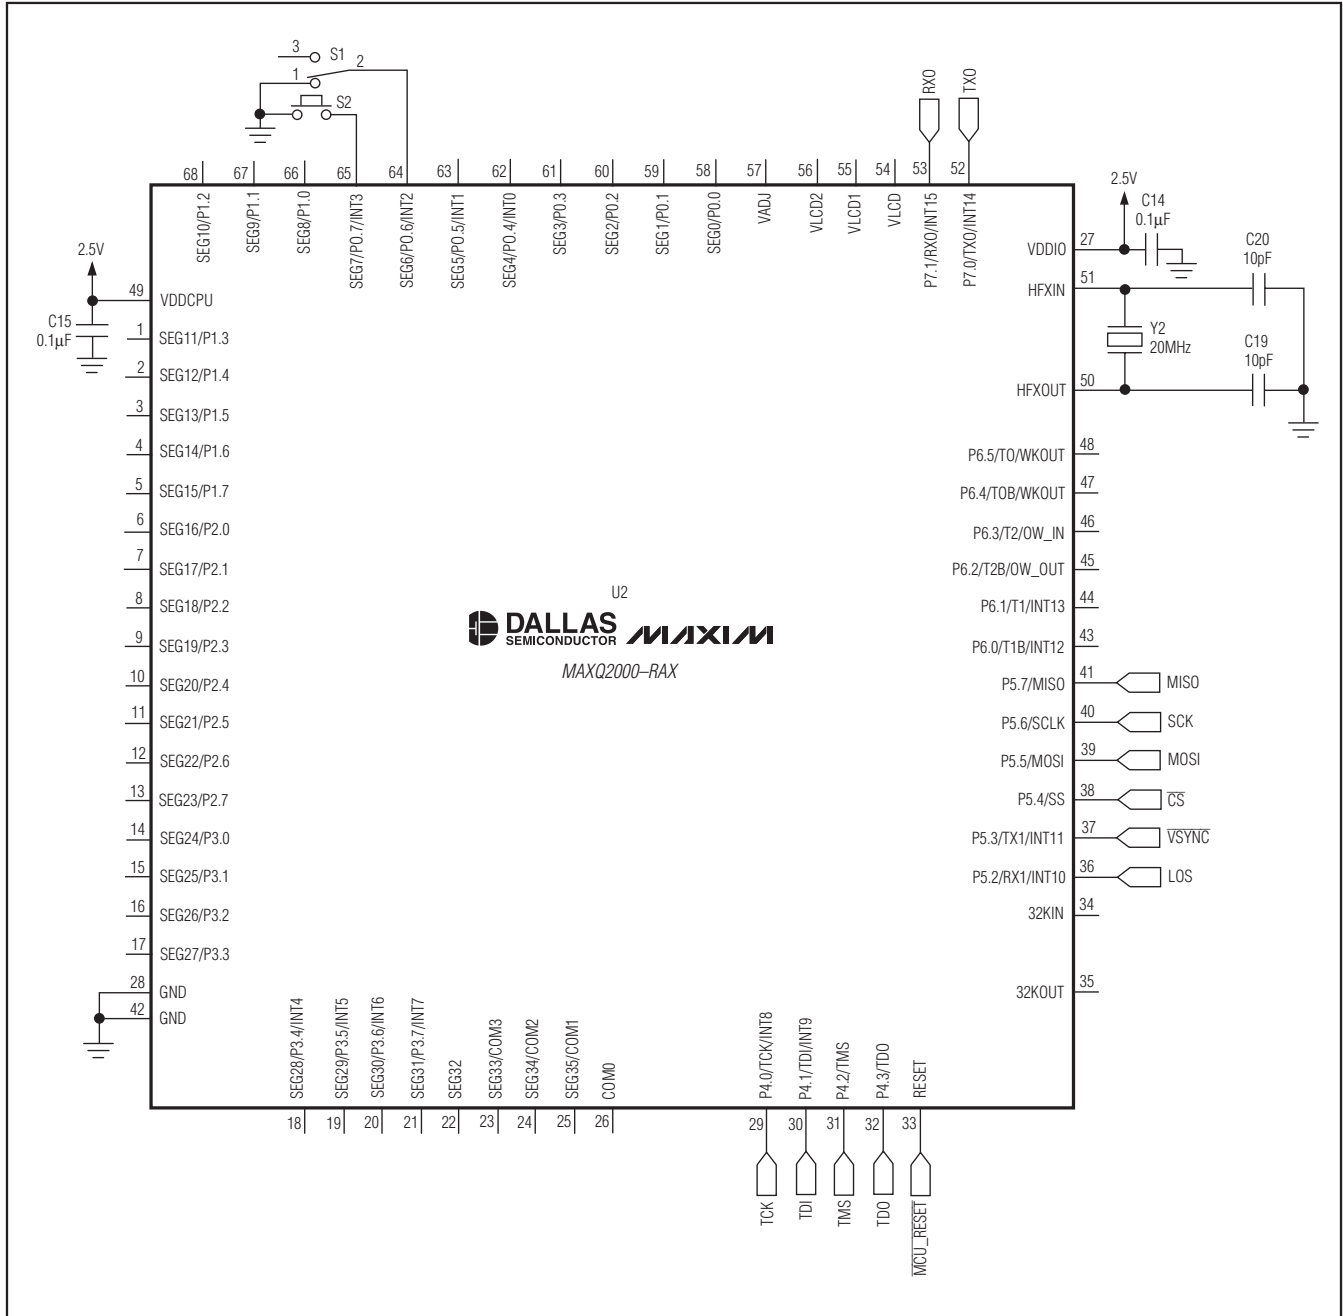 3 S1
1 2
S2
RX0 TX0
68 67 66 65 64 63 62 61 60 59 58 57 56 55 54 53 52
SEG10/P1.2
SEG9/P1.1
SEG8/P1.0
SEG7/P0.7/INT3
SEG6/P0.6/INT2
SEG5/P0.5/INT1
SEG4/P0.4/INT0
SEG3/P0.3
SEG2/P0.2
SEG1/P0.1
SEG0/P0.0
VADJ
VLCD2
VLCD1
VLCD
P7.1/RX0/INT15
P7.0/TX0/INT14
2.5V
49 VDDCPU
C15
0.1µF
1 SEG11/P1.3
2 SEG12/P1.4
3 SEG13/P1.5
4 SEG14/P1.6
5 SEG15/P1.7
6 SEG16/P2.0
7 SEG17/P2.1
8 SEG18/P2.2
9 SEG19/P2.3
10 SEG20/P2.4
11 SEG21/P2.5
12 SEG22/P2.6
13 SEG23/P2.7
14 SEG24/P3.0
15 SEG25/P3.1
16 SEG26/P3.2
17 SEG27/P3.3
28 GND
42 GND
U2
DALLAS
SEMICONDUCTOR
MAXIM
MAXQ2000–RAX
2.5V
C14
0.1µF
VDDIO 27
C20
10pF
HFXIN 51
Y2
20MHz
C19
10pF
HFXOUT 50
P6.5/T0/WKOUT 48
P6.4/T0B/WKOUT 47
P6.3/T2/OW_IN 46
P6.2/T2B/OW_OUT 45
P6.1/T1/INT13 44
P6.0/T1B/INT12 43
P5.7/MISO 41 MISO
P5.6/SCLK 40 SCK
P5.5/MOSI 39 MOSI
P5.4/SS 38 CS
P5.3/TX1/INT11 37 VSYNC
P5.2/RX1/INT10 36 LOS
32KIN 34
32KOUT 35
SEG28/P3.4/INT4
SEG29/P3.5/INT5
SEG30/P3.6/INT6
SEG31/P3.7/INT7
SEG32
SEG33/COM3
SEG34/COM2
SEG35/COM1
COM0
P4.0/TCK/INT8
P4.1/TDI/INT9
P4.2/TMS
P4.3/TDO
RESET
18 19 20 21 22 23 24 25 26 29 30 31 32 33
TCK
TDI
TMS
TDO
MCU_RESET